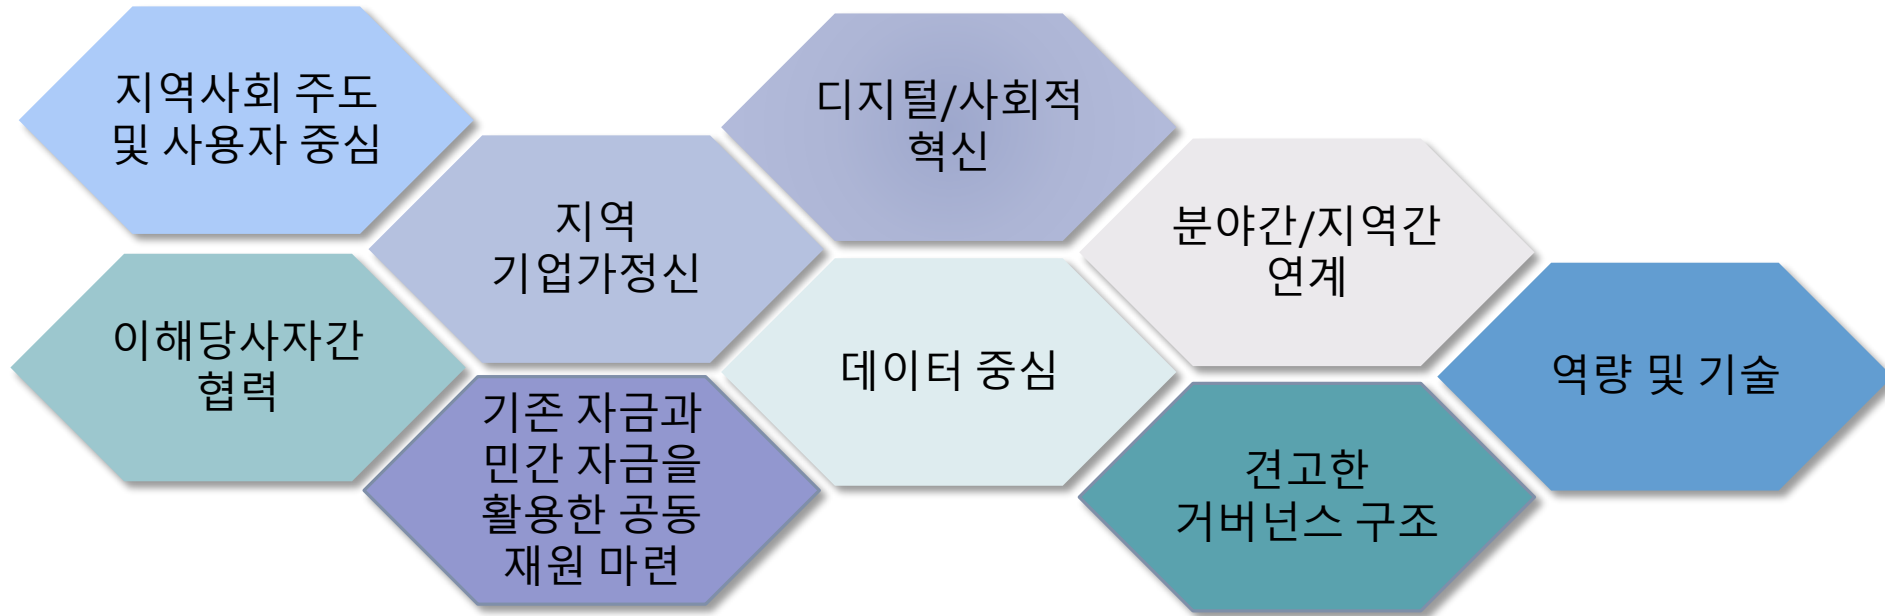 지역사회 주도
및 사용자 중심
이해당사자간
협력
지역
기업가정신
기존 자금과
민간 자금을
활용한 공동
재원 마련
디지털/사회적
혁신
데이터 중심
분야간/지역간
연계
견고한
거버넌스 구조
역량 및 기술